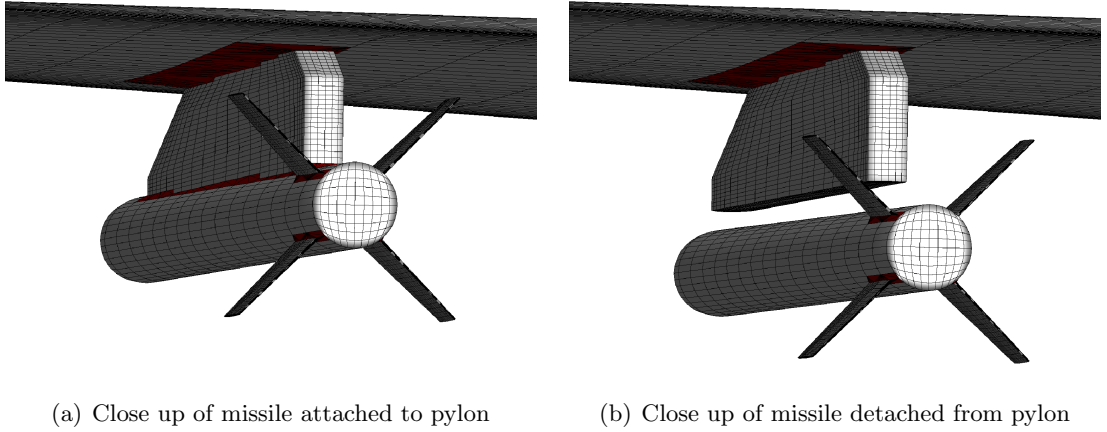 (a) Close up of missile attached to pylon
(b) Close up of missile detached from pylon